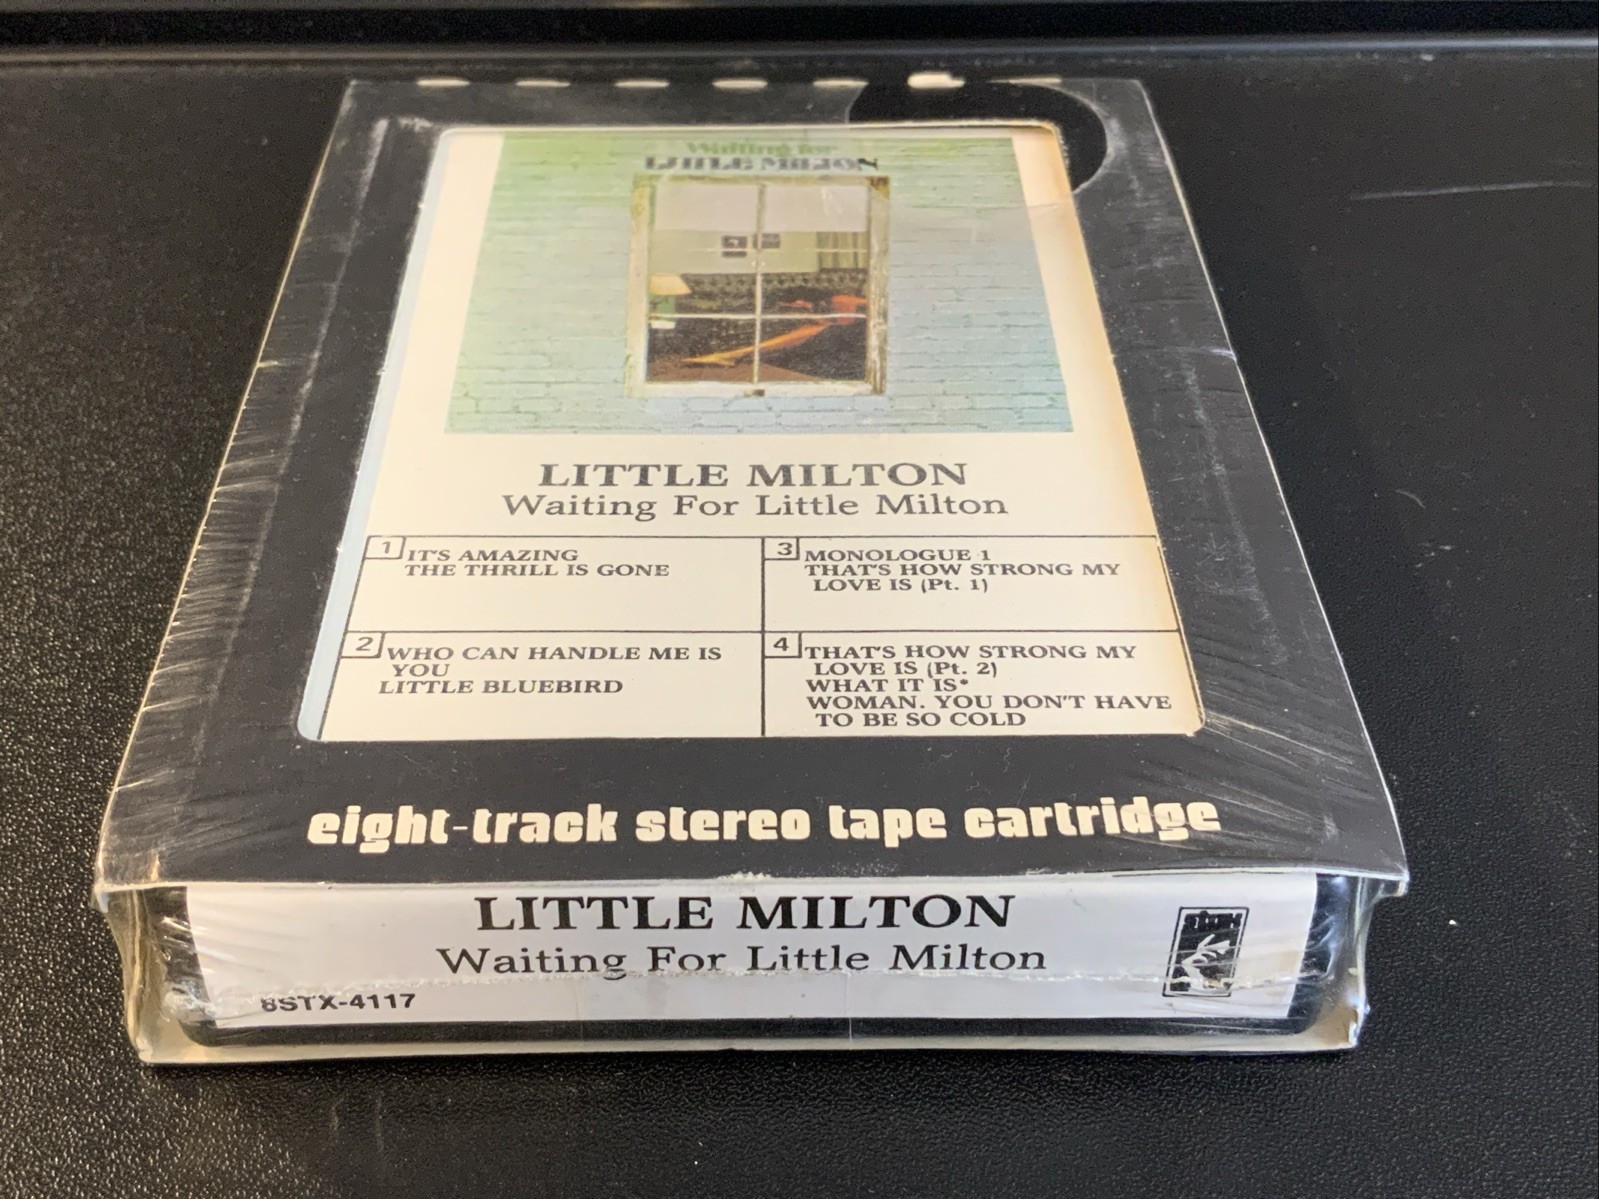 Waiting for
LITTLE MILTON
LITTLE MILTON
Waiting For Little Milton
1 IT'S AMAZING
THE THRILL IS GONE
2 WHO CAN HANDLE ME IS
YOU
LITTLE BLUEBIRD
3 MONOLOGUE 1
THAT'S HOW STRONG MY
LOVE IS (Pt. 1)
4 THAT'S HOW STRONG MY
LOVE IS (Pt. 2)
WHAT IT IS*
WOMAN. YOU DON'T HAVE
TO BE SO COLD
eight-track stereo tape cartridge
LITTLE MILTON
Waiting For Little Milton
8STX-4117
stax